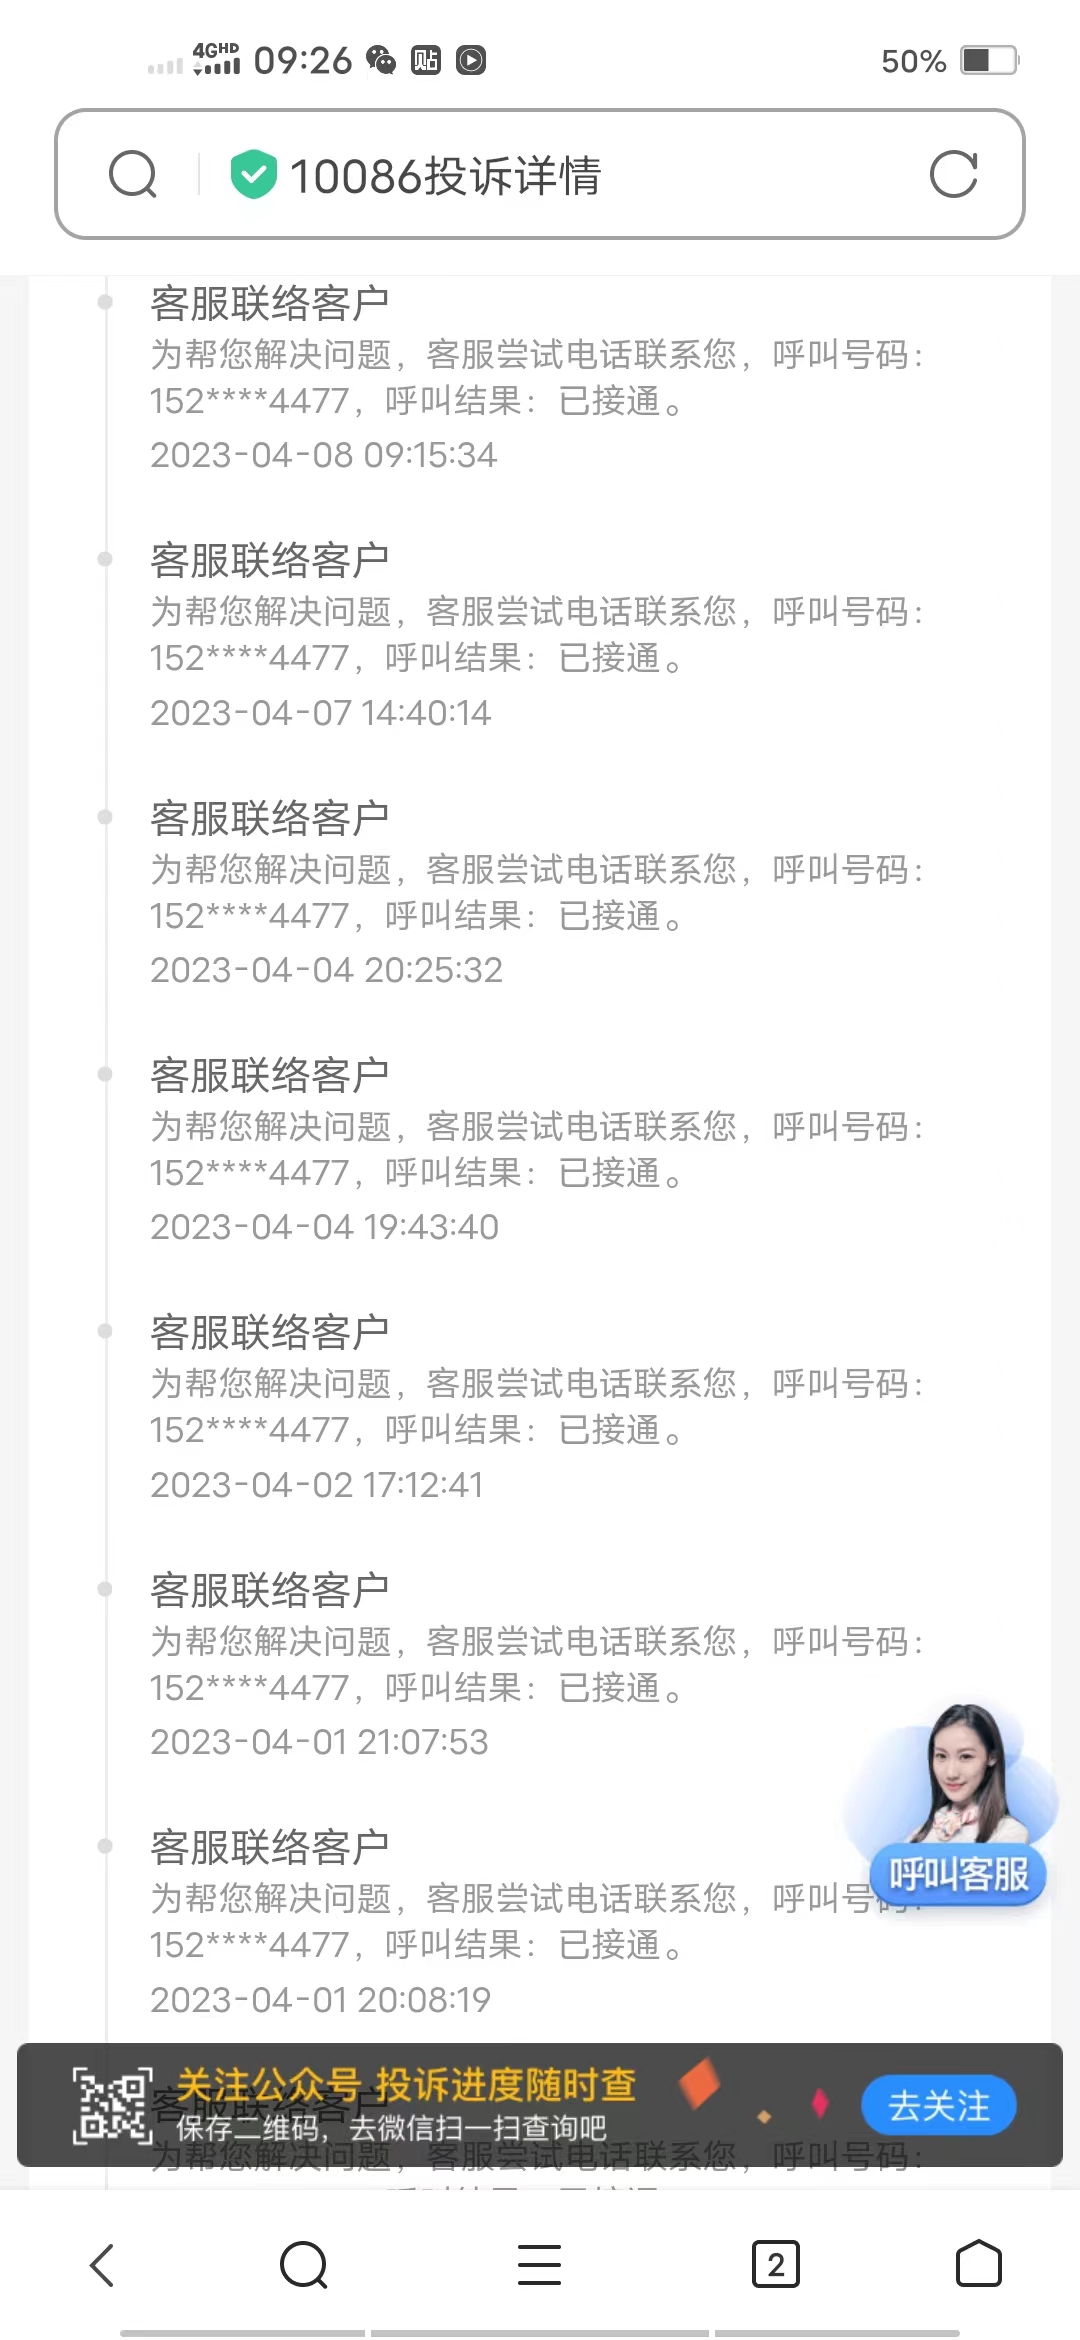 4GHD 09:26 贴 50%
10086投诉详情
客服联络客户
为帮您解决问题，客服尝试电话联系您，呼叫号码：
152****4477，呼叫结果：已接通。
2023-04-08 09:15:34
客服联络客户
为帮您解决问题，客服尝试电话联系您，呼叫号码：
152****4477，呼叫结果：已接通。
2023-04-07 14:40:14
客服联络客户
为帮您解决问题，客服尝试电话联系您，呼叫号码：
152****4477，呼叫结果：已接通。
2023-04-04 20:25:32
客服联络客户
为帮您解决问题，客服尝试电话联系您，呼叫号码：
152****4477，呼叫结果：已接通。
2023-04-04 19:43:40
客服联络客户
为帮您解决问题，客服尝试电话联系您，呼叫号码：
152****4477，呼叫结果：已接通。
2023-04-02 17:12:41
客服联络客户
为帮您解决问题，客服尝试电话联系您，呼叫号码：
152****4477，呼叫结果：已接通。
2023-04-01 21:07:53
客服联络客户
为帮您解决问题，客服尝试电话联系您，呼叫号码：
152****4477，呼叫结果：已接通。
2023-04-01 20:08:19
呼叫客服
关注公众号 投诉进度随时查
保存二维码，去微信扫一扫查询吧
去关注
客服联络客户
为帮您解决问题，客服尝试电话联系您，呼叫号码：
2